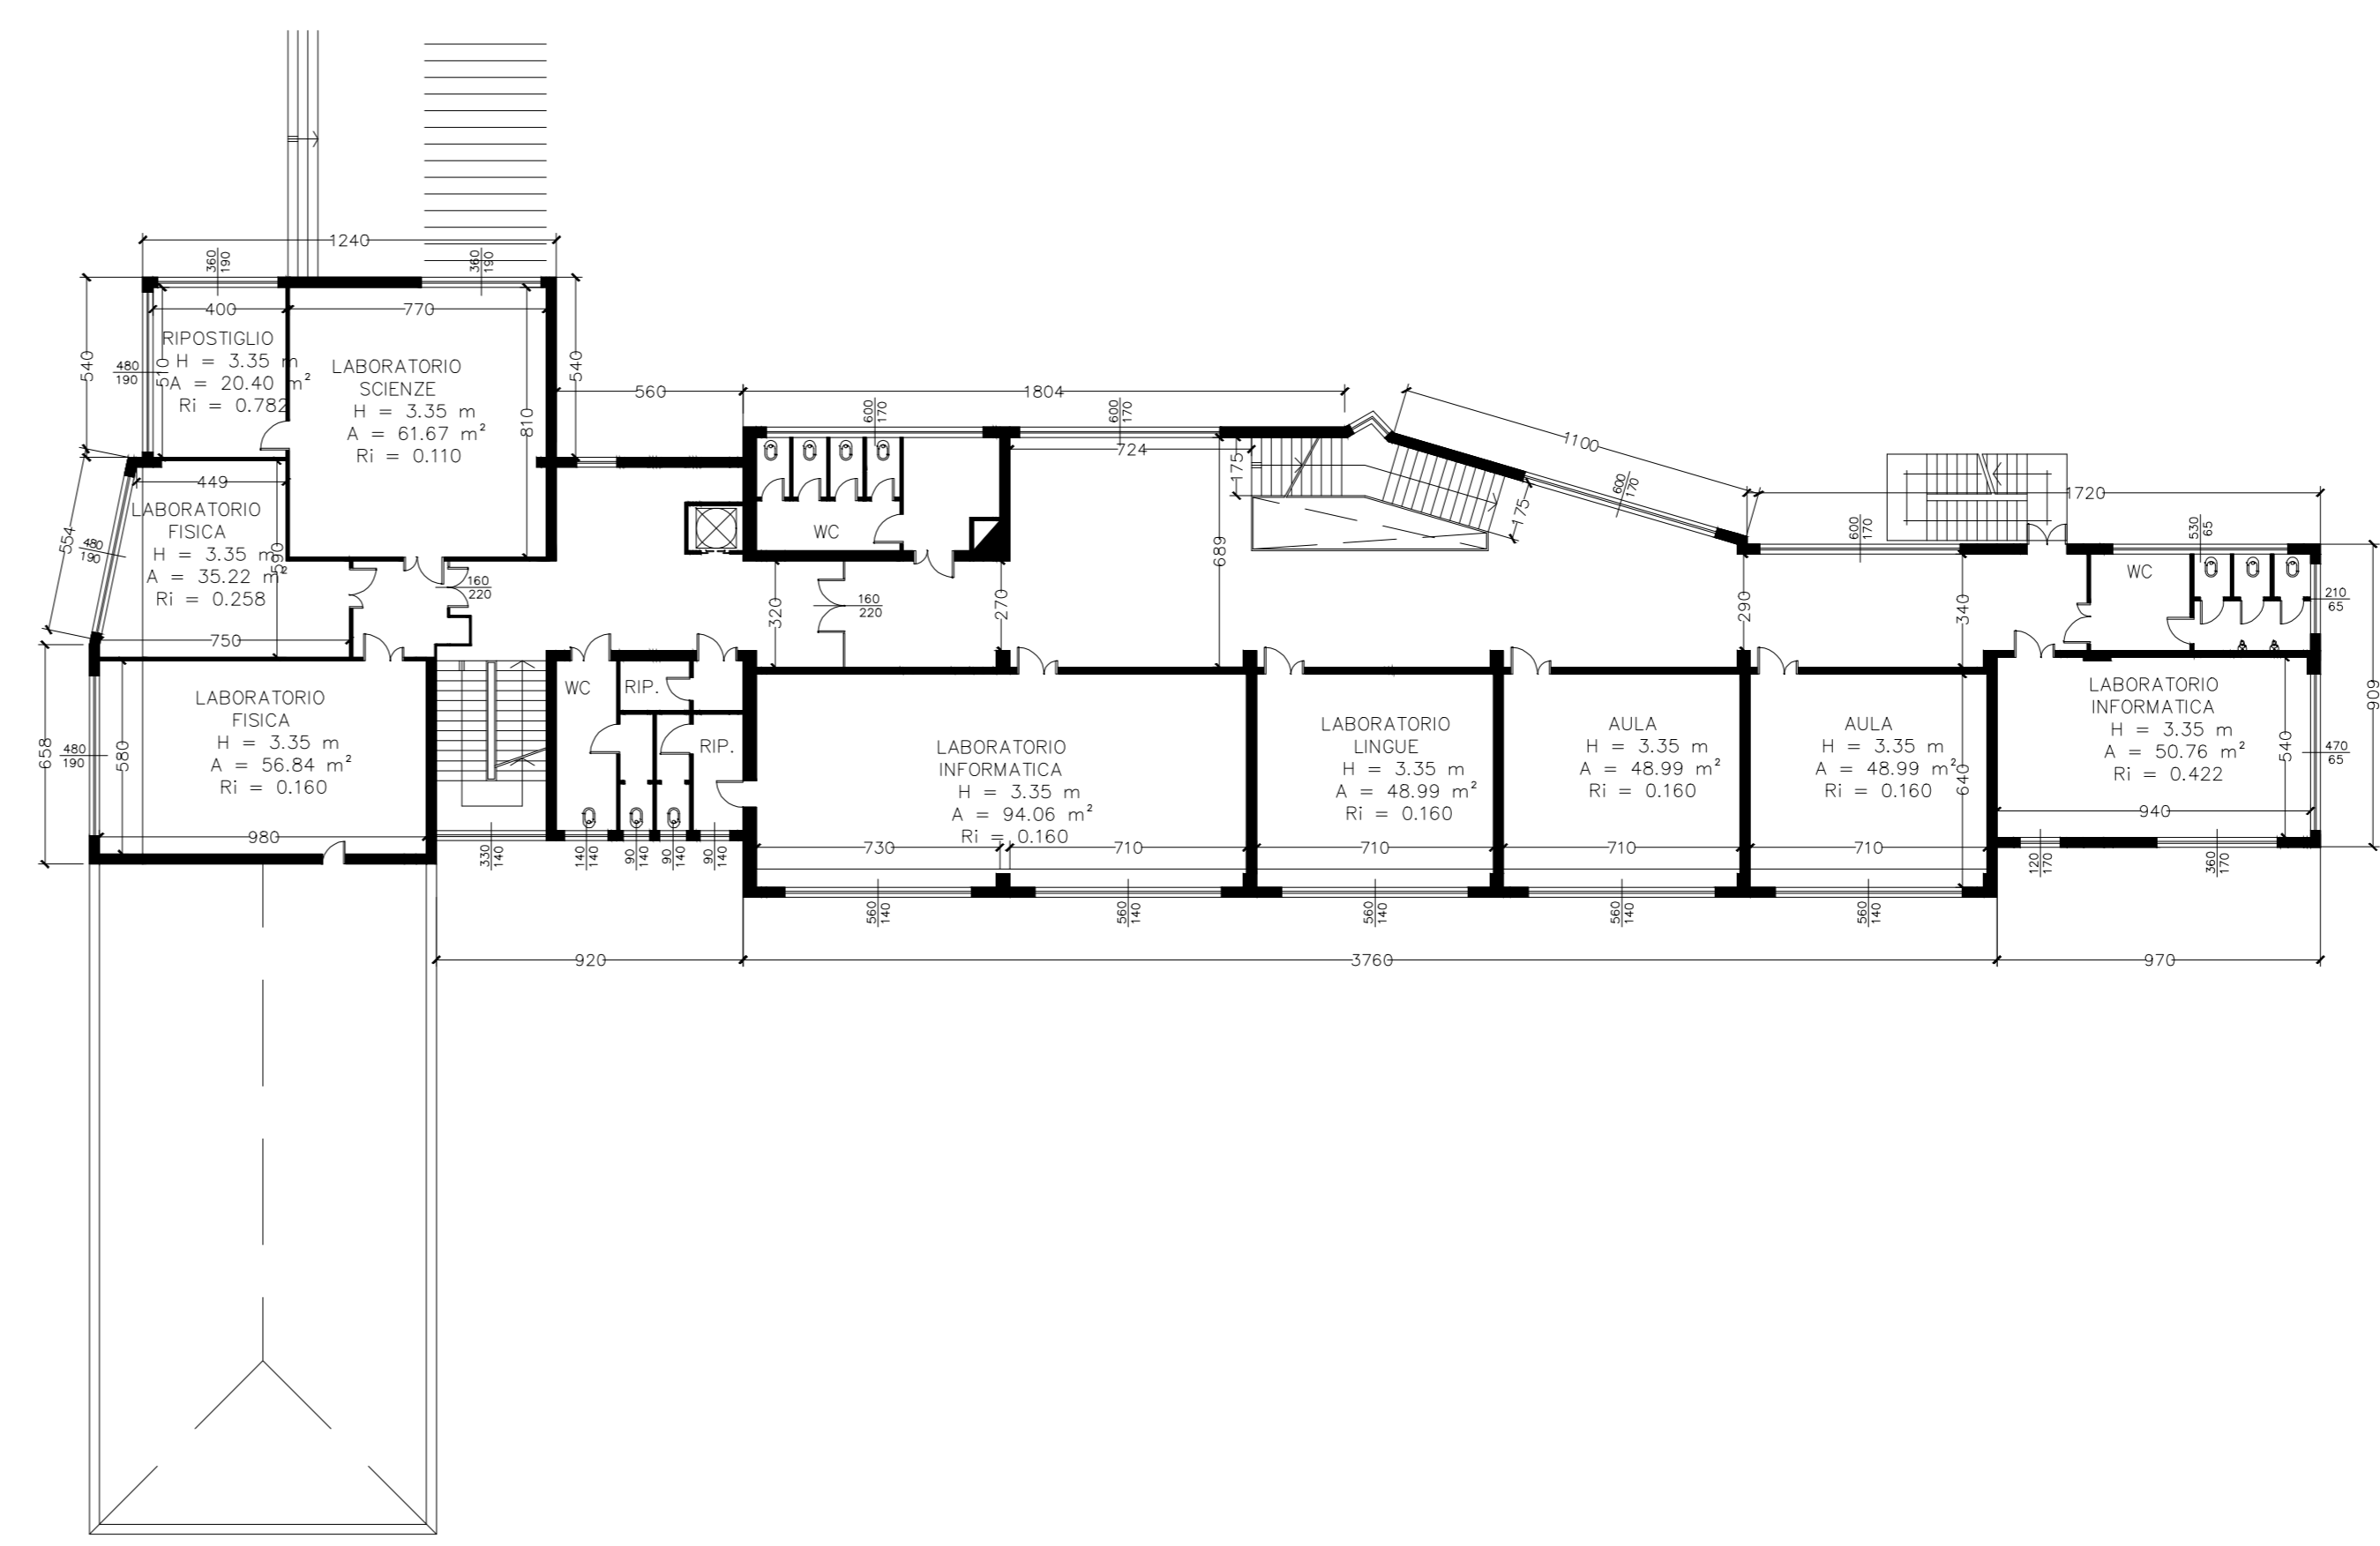 1240
360
190
360
190
400
770
540
540
480
190
510
RIPOSTIGLIO
H = 3.35 m
A = 20.40 m²
Ri = 0.782
LABORATORIO
SCIENZE
H = 3.35 m
A = 61.67 m²
Ri = 0.110
810
560
1804
600
170
600
170
724
175
1100
600
170
175
1720
449
554
480
190
LABORATORIO
FISICA
H = 3.35 m
A = 35.22 m²
Ri = 0.258
590
750
160
220
WC
689
320
160
220
270
290
600
170
340
530
65
WC
210
65
909
658
480
190
580
LABORATORIO
FISICA
H = 3.35 m
A = 56.84 m²
Ri = 0.160
980
WC
RIP.
RIP.
330
140
140
140
90
140
90
140
90
140
LABORATORIO
INFORMATICA
H = 3.35 m
A = 94.06 m²
Ri = 0.160
730
710
LABORATORIO
LINGUE
H = 3.35 m
A = 48.99 m²
Ri = 0.160
710
AULA
H = 3.35 m
A = 48.99 m²
Ri = 0.160
710
AULA
H = 3.35 m
A = 48.99 m²
Ri = 0.160
640
710
LABORATORIO
INFORMATICA
H = 3.35 m
A = 50.76 m²
Ri = 0.422
540
940
470
65
120
170
360
170
560
140
560
140
560
140
560
140
560
140
920
3760
970